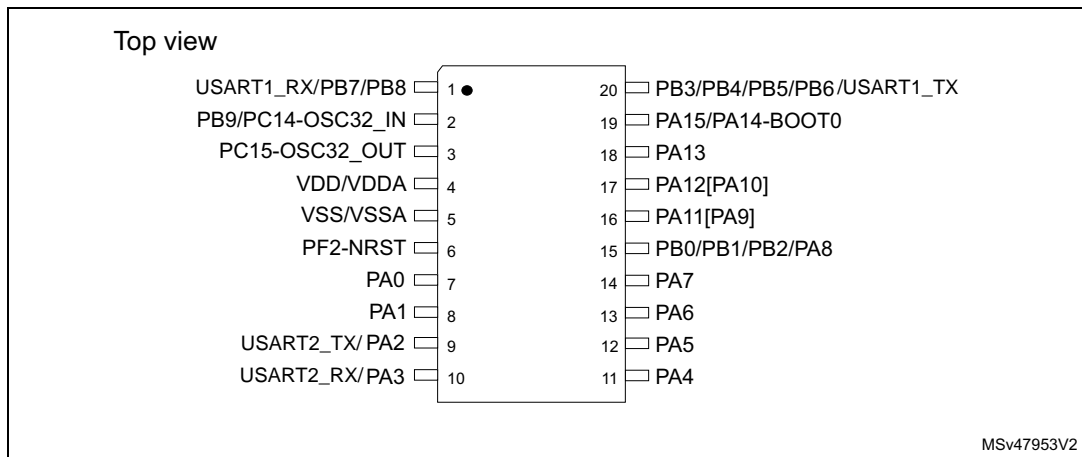 Top view
USART1_RX/PB7/PB8 1 20 PB3/PB4/PB5/PB6/USART1_TX
PB9/PC14-OSC32_IN 2 19 PA15/PA14-BOOT0
PC15-OSC32_OUT 3 18 PA13
VDD/VDDA 4 17 PA12[PA10]
VSS/VSSA 5 16 PA11[PA9]
PF2-NRST 6 15 PB0/PB1/PB2/PA8
PA0 7 14 PA7
PA1 8 13 PA6
USART2_TX/PA2 9 12 PA5
USART2_RX/PA3 10 11 PA4
MSv47953V2